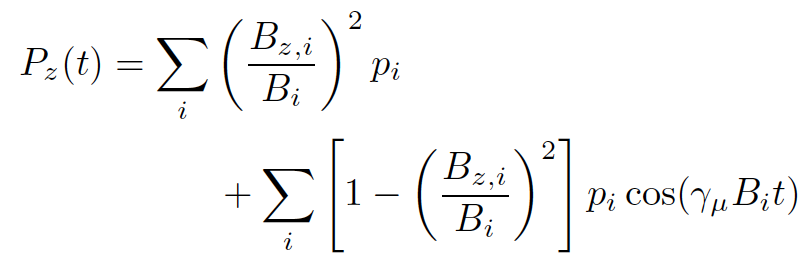 P_z(t) = \sum_i \left( \frac{B_{z,i}}{B_i} \right)^2 p_i
+ \sum_i \left[ 1 - \left( \frac{B_{z,i}}{B_i} \right)^2 \right] p_i \cos(\gamma_\mu B_i t)